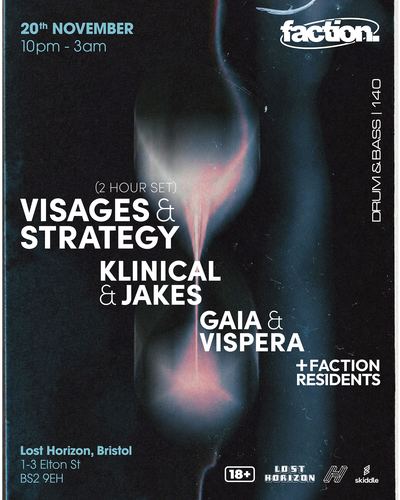 20th NOVEMBER
10pm - 3am
faction.
DRUM & BASS | 140
(2 HOUR SET)
VISAGES &
STRATEGY
KLINICAL
& JAKES
GAIA &
VISPERA
+FACTION
RESIDENTS
Lost Horizon, Bristol
1-3 Elton St
BS2 9EH
18+
LOST
HORIZON
skiddle